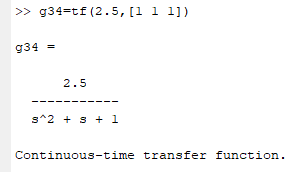 >> g34=tf(2.5,[1 1 1])
g34 =
2.5
-----------
s^2 + s + 1
Continuous-time transfer function.